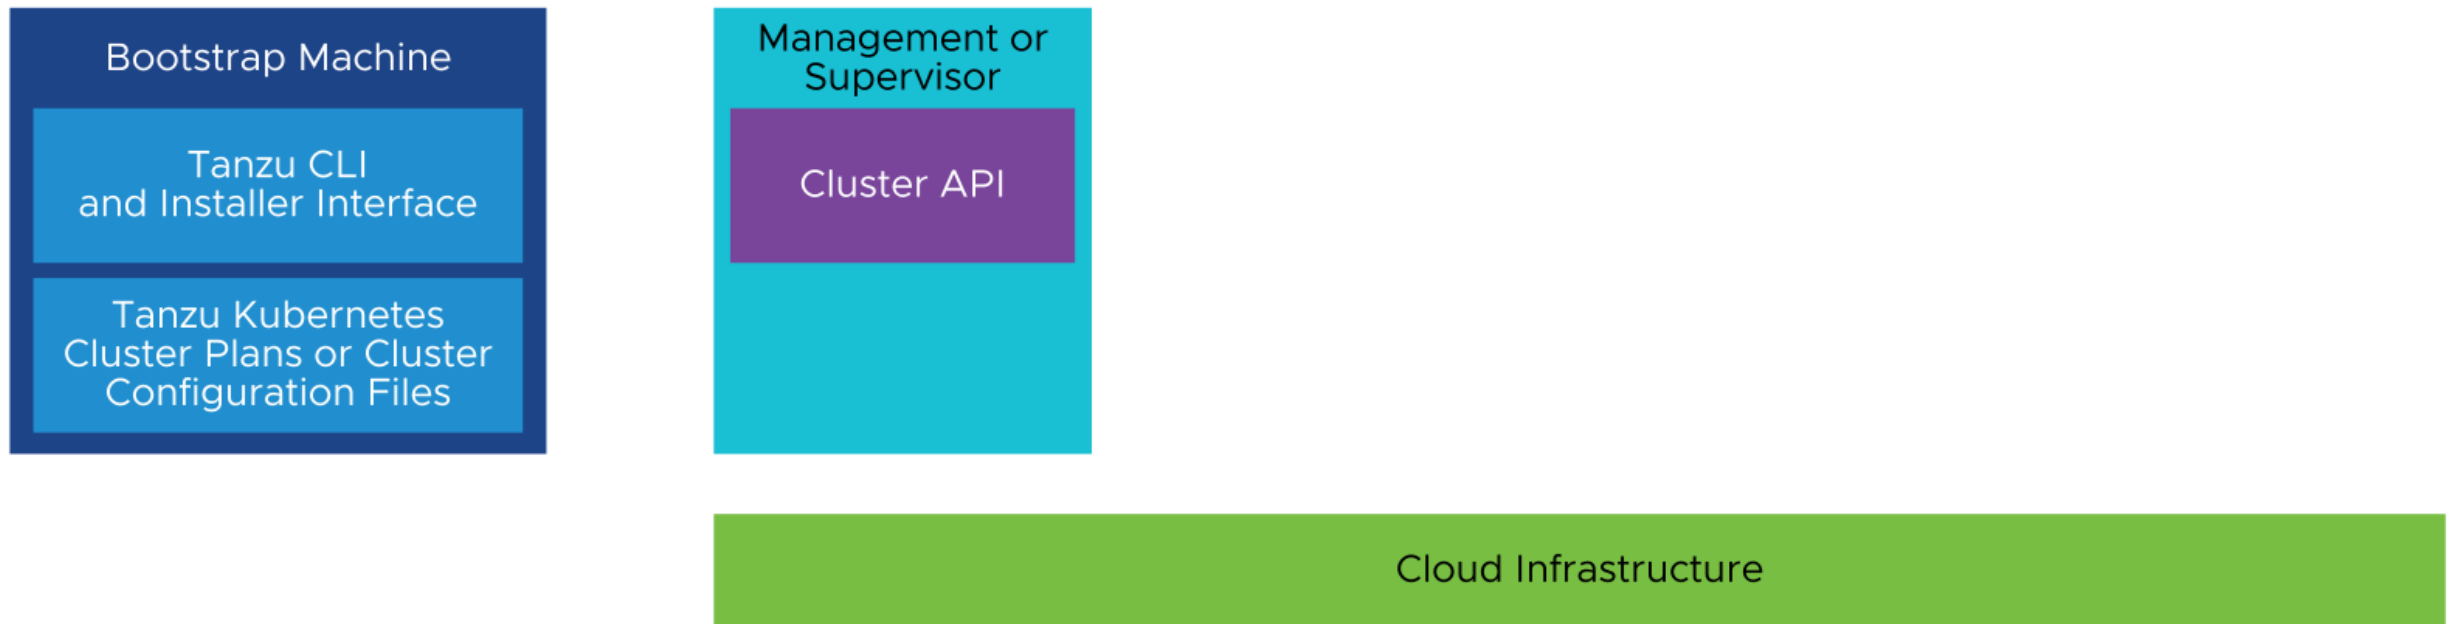 Bootstrap Machine
Tanzu CLI
and Installer Interface
Tanzu Kubernetes
Cluster Plans or Cluster
Configuration Files
Management or
Supervisor
Cluster API
Cloud Infrastructure